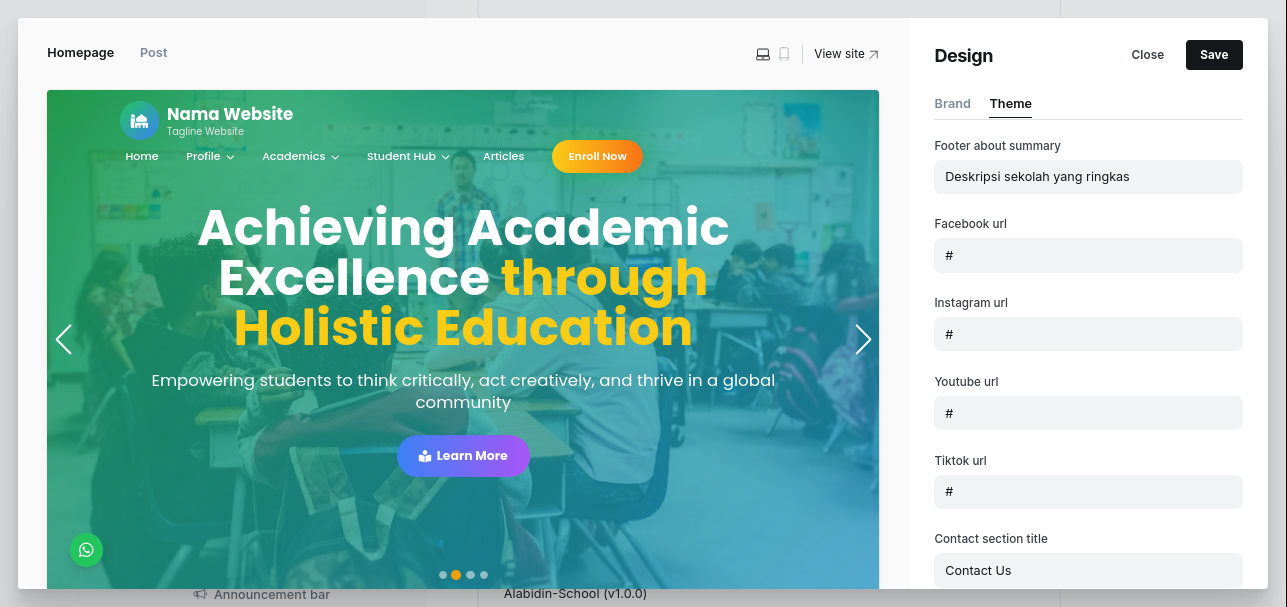 Homepage
Post
View site
Nama Website
Tagline Website
Home
Profile
Academics
Student Hub
Articles
Enroll Now
Achieving Academic
Excellence through
Holistic Education
Empowering students to think critically, act creatively, and thrive in a global
community
Learn More
Design
Close
Save
Brand
Theme
Footer about summary
Deskripsi sekolah yang ringkas
Facebook url
#
Instagram url
#
Youtube url
#
Tiktok url
#
Contact section title
Contact Us
Announcement bar
Alabidin-School (v1.0.0)